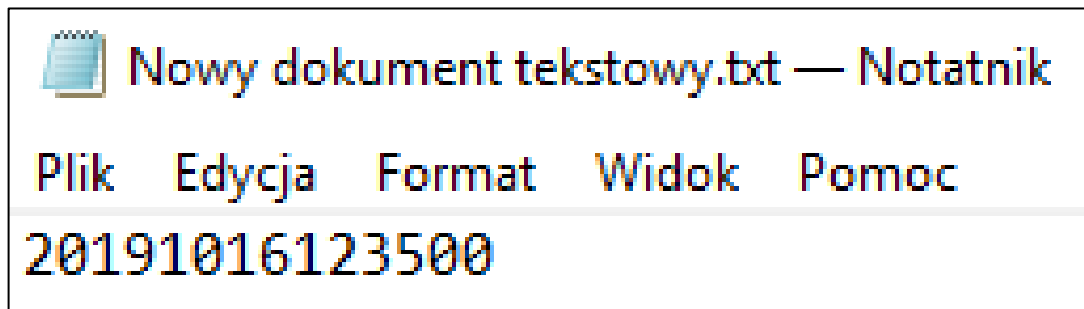 Nowy dokument tekstowy.txt — Notatnik
Plik Edycja Format Widok Pomoc
20191016123500